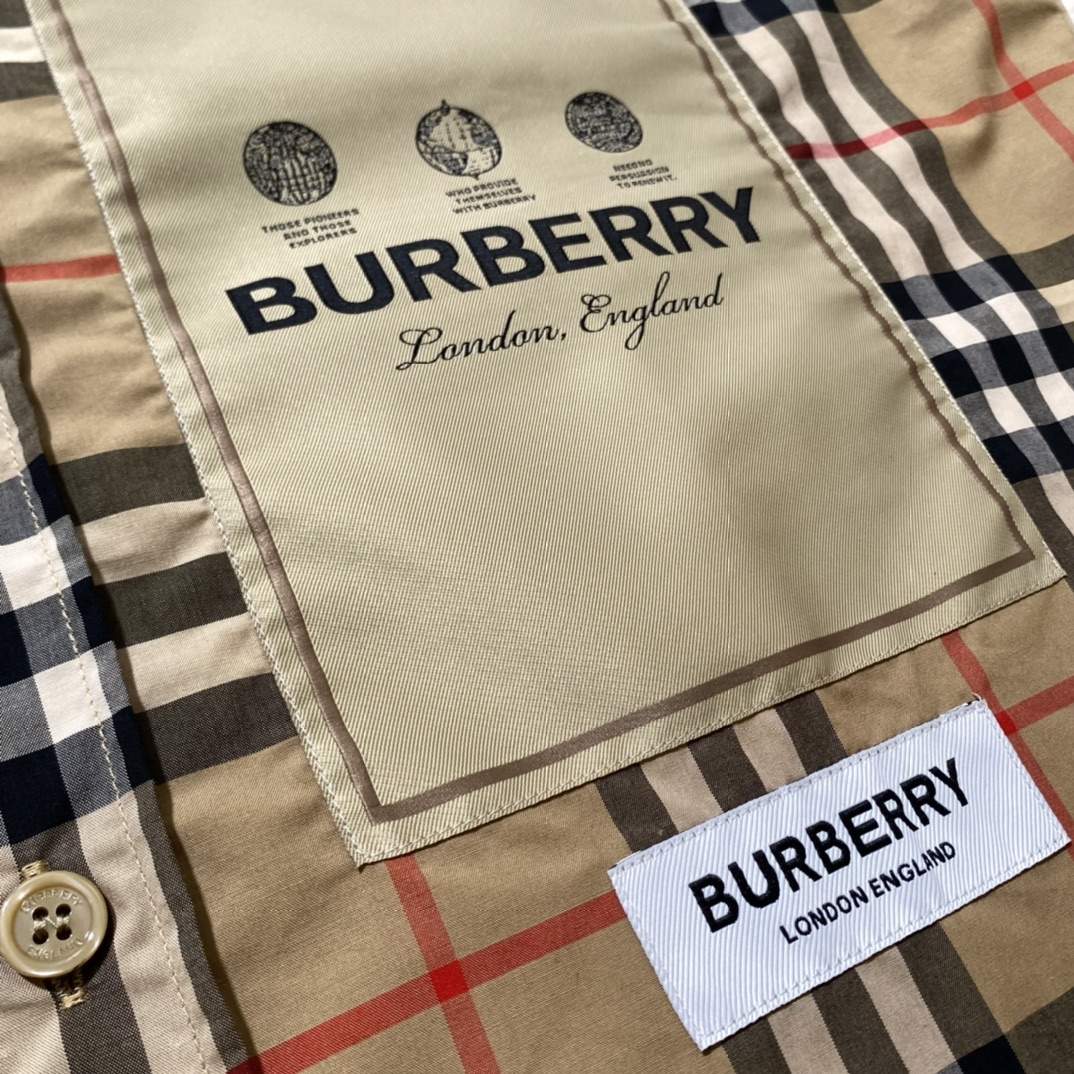 THOSE PIONEERS
AND THOSE
EXPLORERS
WHO PROVIDE
THEMSELVES
WITH BURBERRY
NEED NO
PERSUASION
TO RENEW IT.
BURBERRY
London, England
BURBERRY
LONDON ENGLAND
BURBERRY